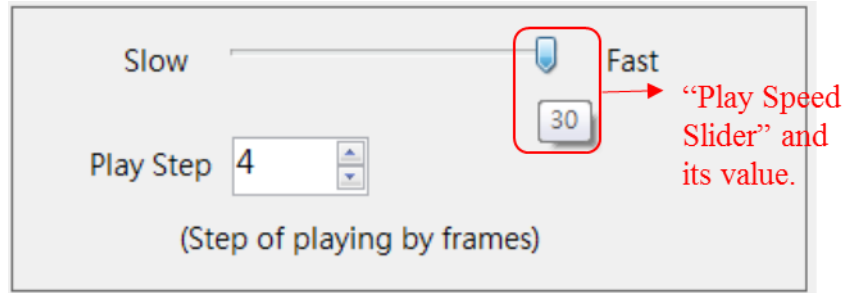 Slow
Fast
30
“Play Speed
Slider” and
its value.
Play Step
4
(Step of playing by frames)